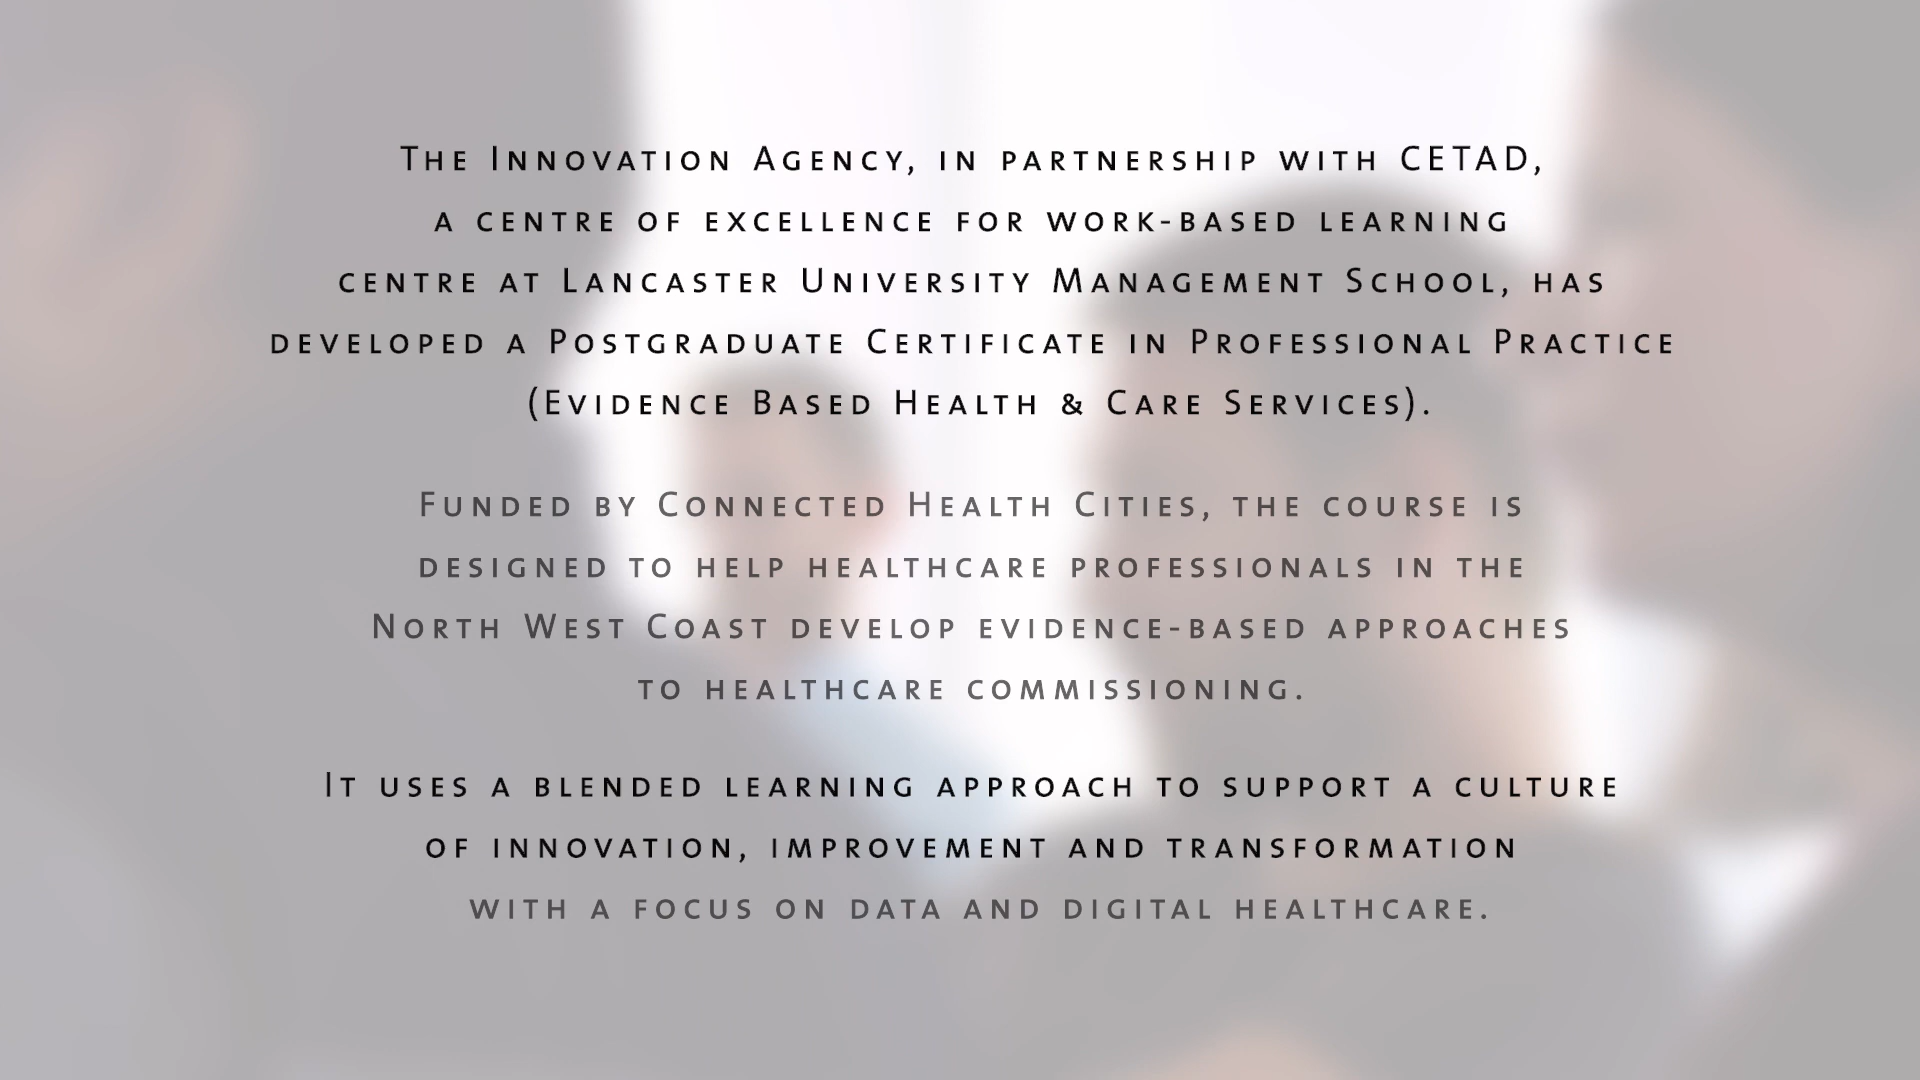 The Innovation Agency, in partnership with CETAD,
a centre of excellence for work-based learning
centre at Lancaster University Management School, has
developed a Postgraduate Certificate in Professional Practice
(Evidence Based Health & Care Services).
Funded by Connected Health Cities, the course is
designed to help healthcare professionals in the
North West Coast develop evidence-based approaches
to healthcare commissioning.
It uses a blended learning approach to support a culture
of innovation, improvement and transformation
with a focus on data and digital healthcare.